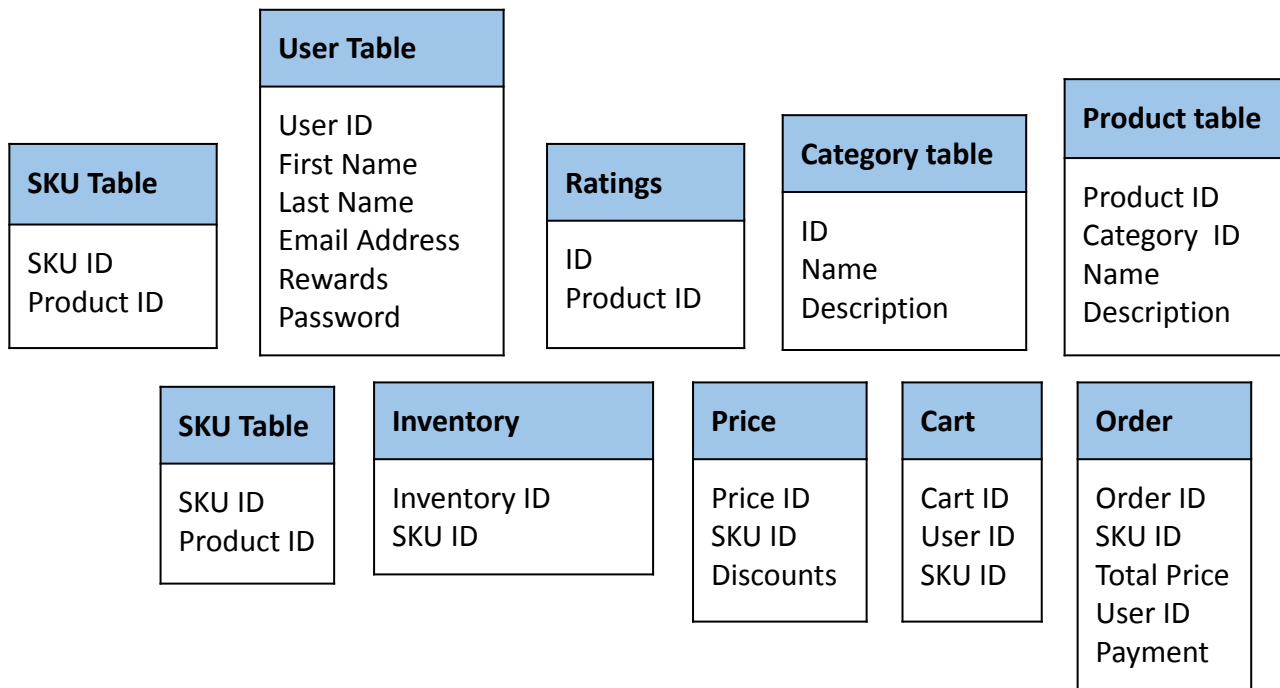 SKU Table
SKU ID
Product ID
User Table
User ID
First Name
Last Name
Email Address
Rewards
Password
Ratings
ID
Product ID
Category table
ID
Name
Description
Product table
Product ID
Category  ID
Name
Description
SKU Table
SKU ID
Product ID
Inventory
Inventory ID
SKU ID
Price
Price ID
SKU ID
Discounts
Cart
Cart ID
User ID
SKU ID
Order
Order ID
SKU ID
Total Price
User ID
Payment